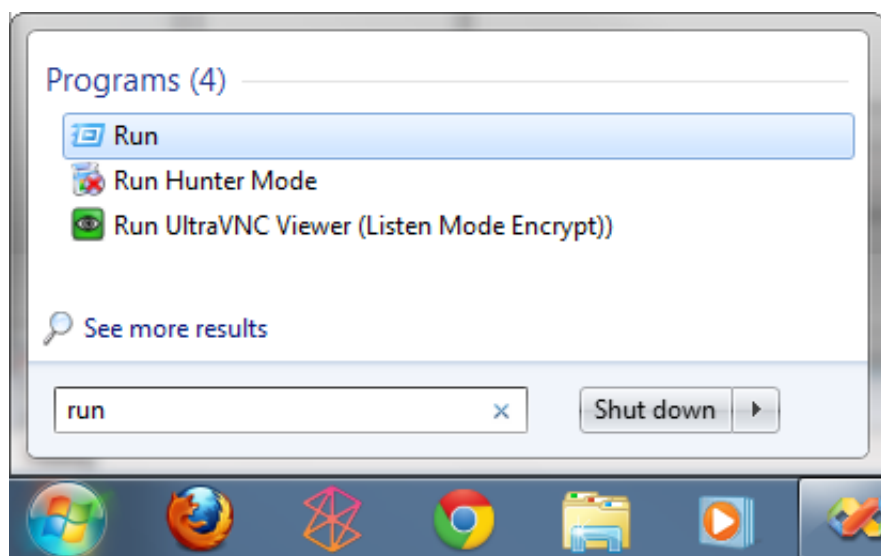 Programs (4)
Run
Run Hunter Mode
Run UltraVNC Viewer (Listen Mode Encrypt))
See more results
run
Shut down